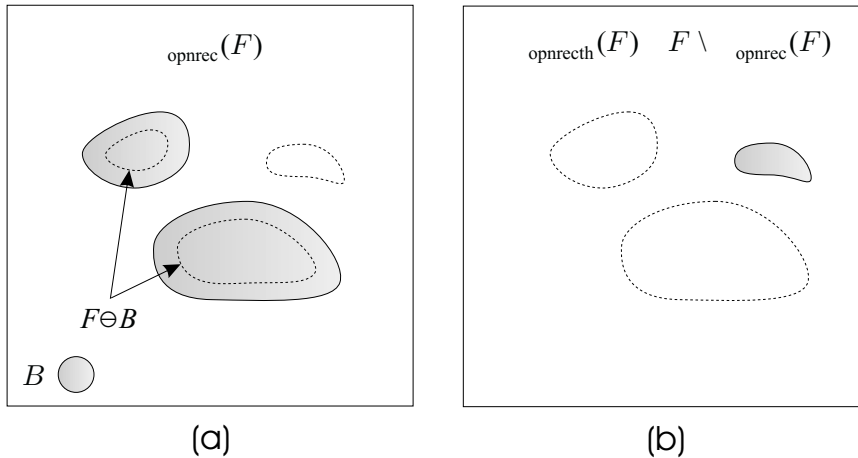 opnrec(F)
F⊖B
B
(a)
opnrecth(F) F \ opnrec(F)
(b)